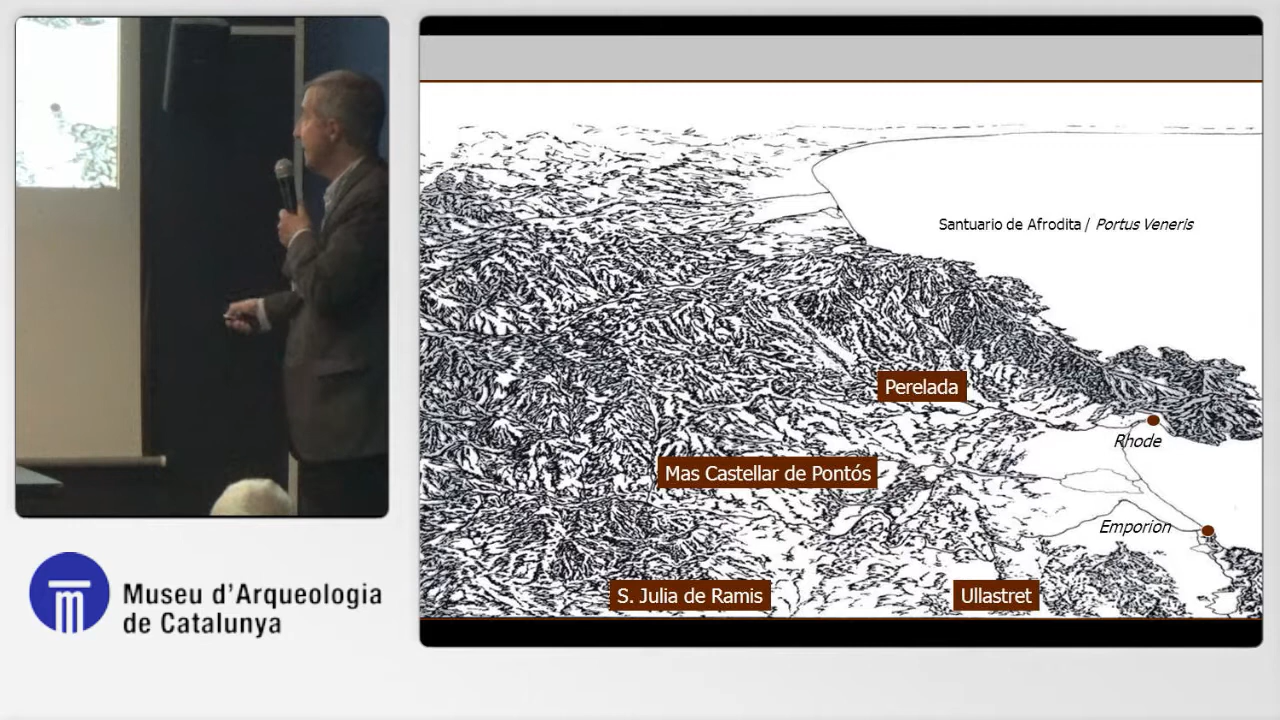 Santuario de Afrodita / Portus Veneris
Perelada
Rhode
Mas Castellar de Pontós
Emporion
S. Julia de Ramis
Ullastret
Museu d'Arqueologia
de Catalunya